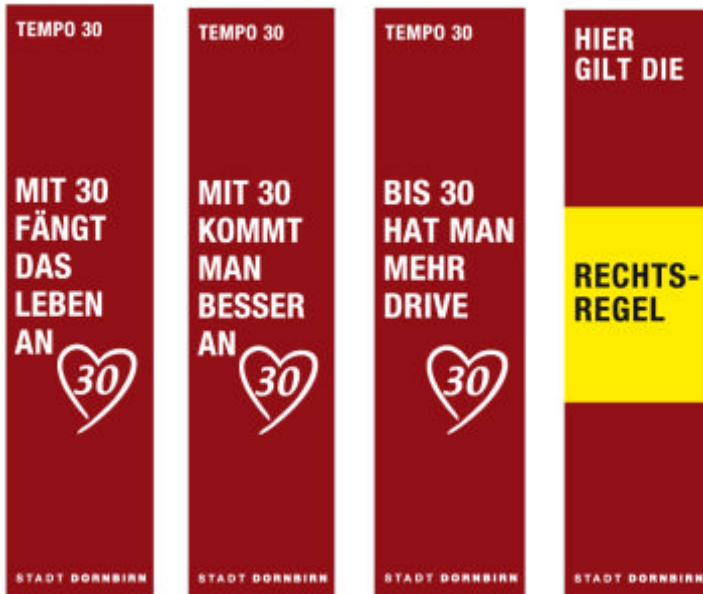 TEMPO 30
MIT 30
FÄNGT
DAS
LEBEN
AN
30
STADT DORNBIRN
TEMPO 30
MIT 30
KOMMT
MAN
BESSER
AN
30
STADT DORNBIRN
TEMPO 30
BIS 30
HAT MAN
MEHR
DRIVE
30
STADT DORNBIRN
HIER
GILT DIE
RECHTS-
REGEL
STADT DORNBIRN